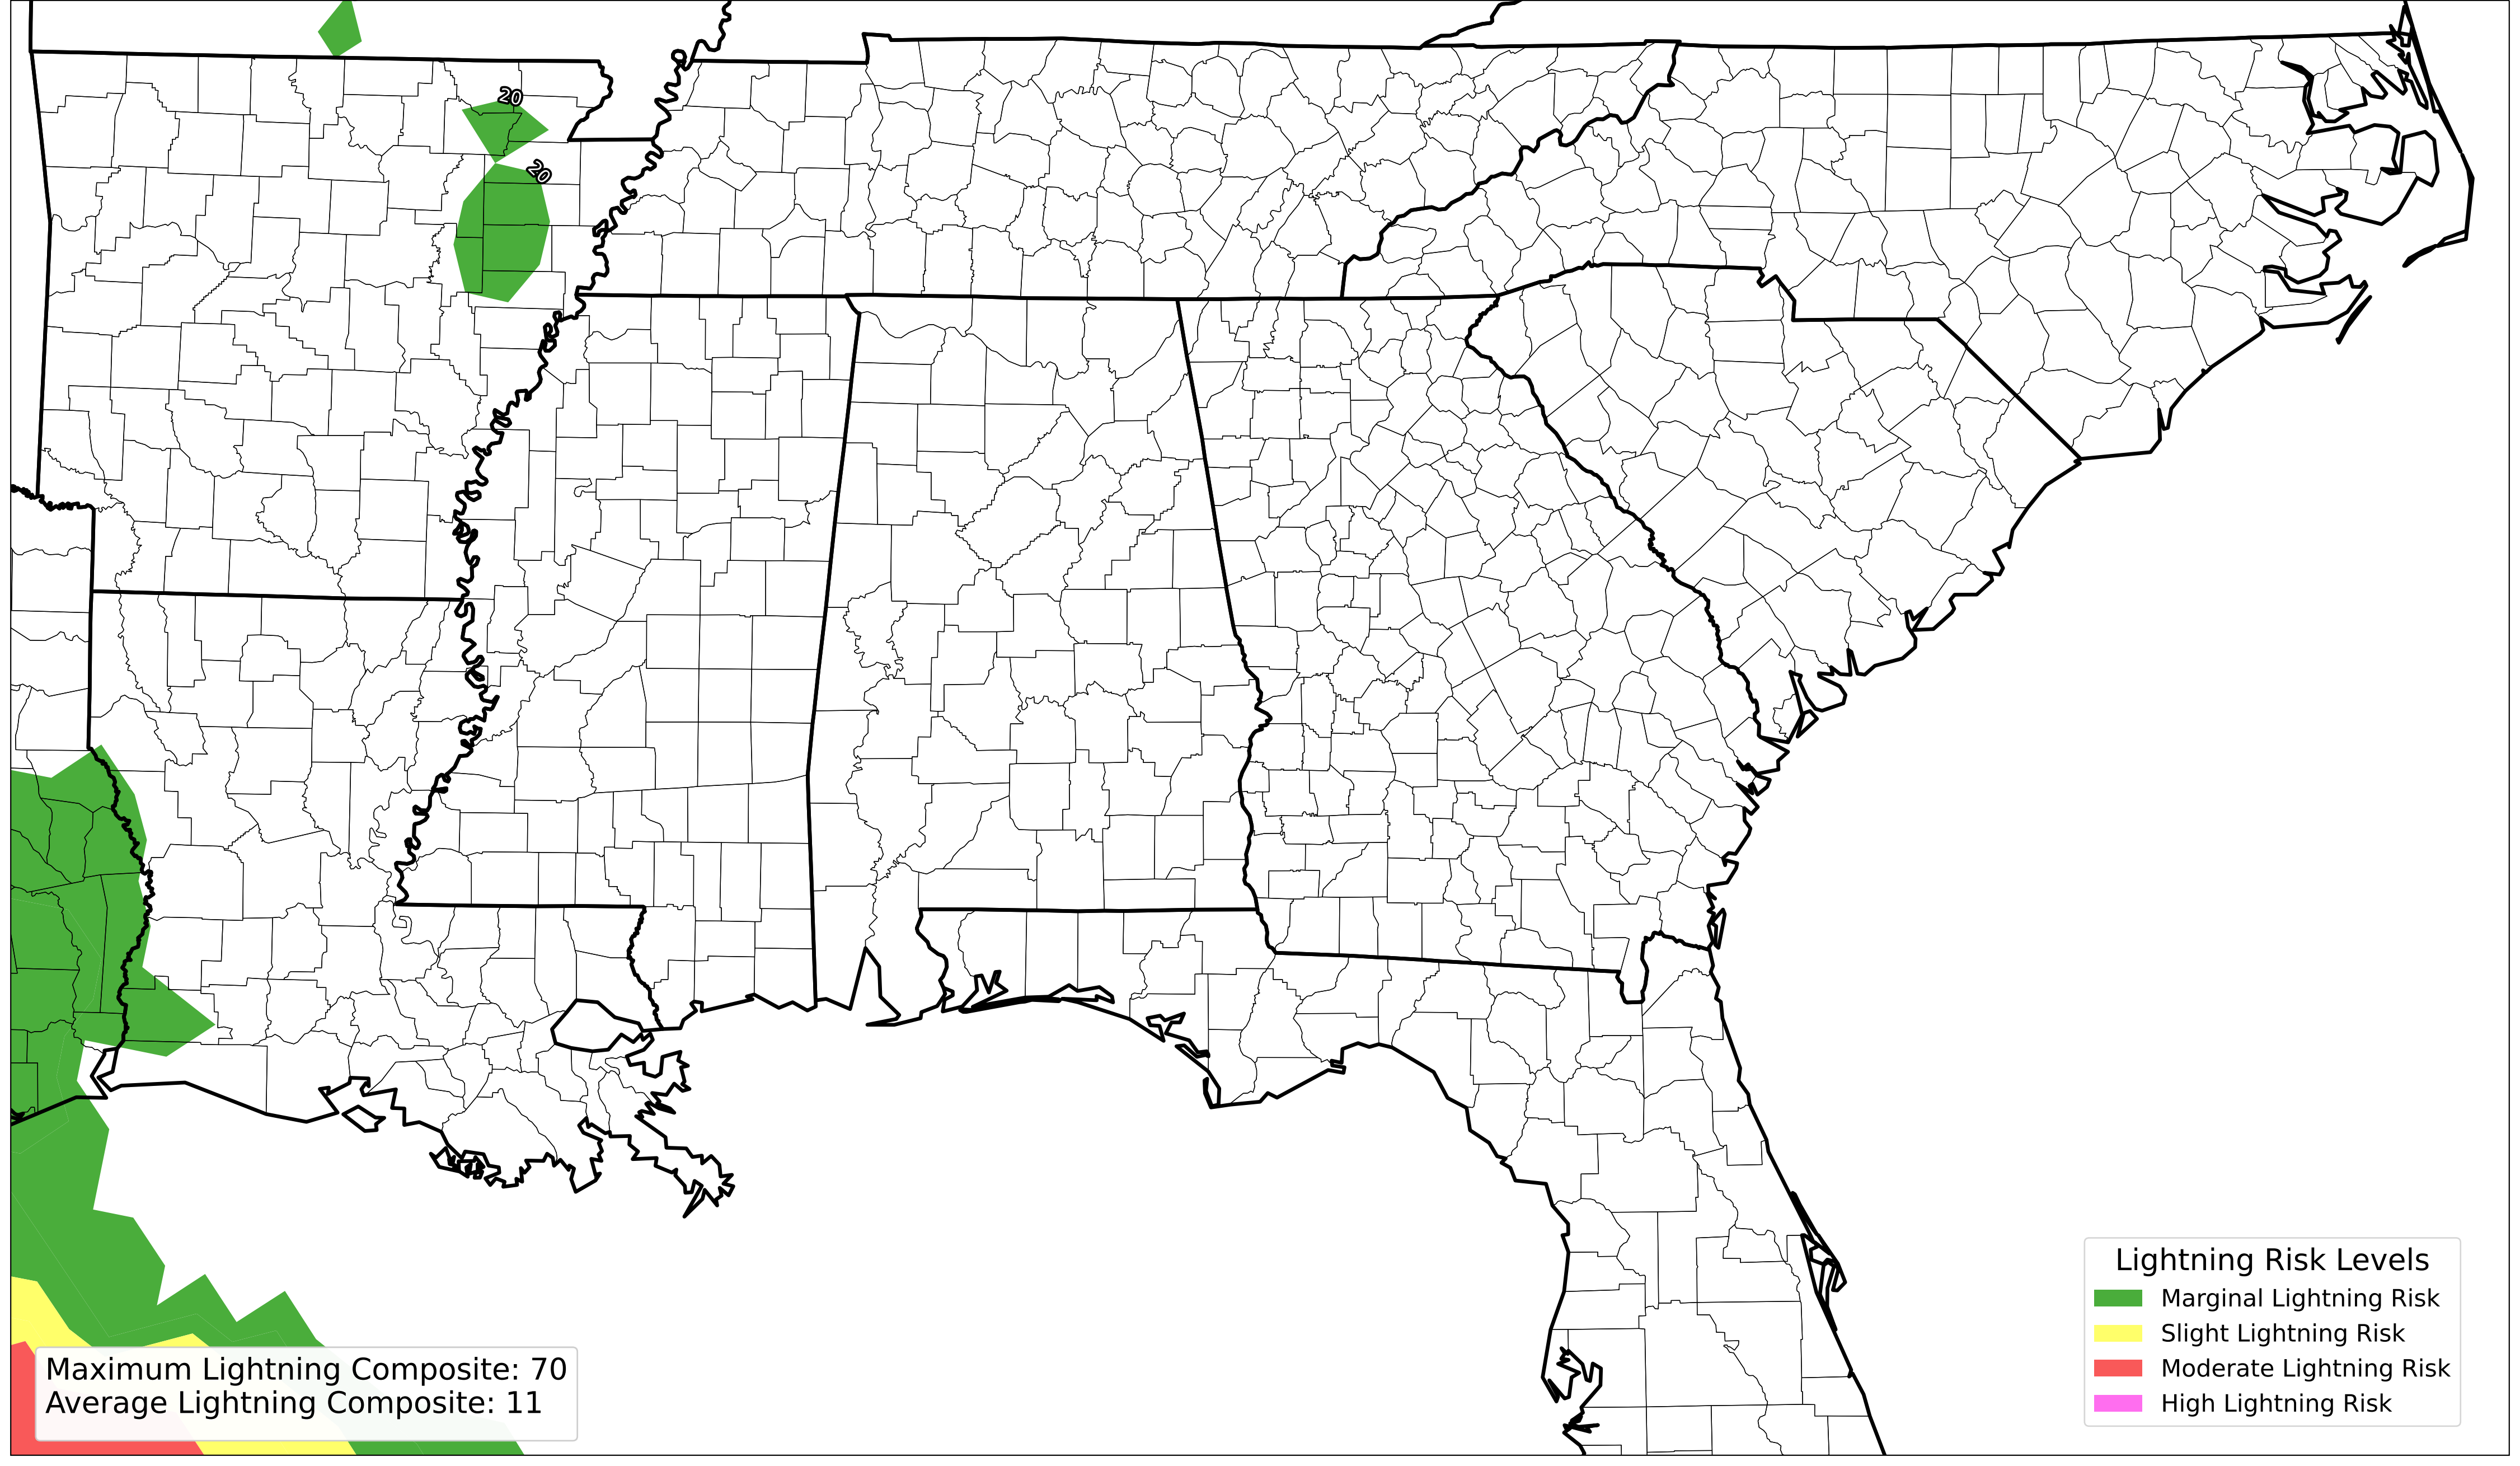 20
20
Lightning Risk Levels
Marginal Lightning Risk
Slight Lightning Risk
Moderate Lightning Risk
High Lightning Risk
Maximum Lightning Composite: 70
Average Lightning Composite: 11